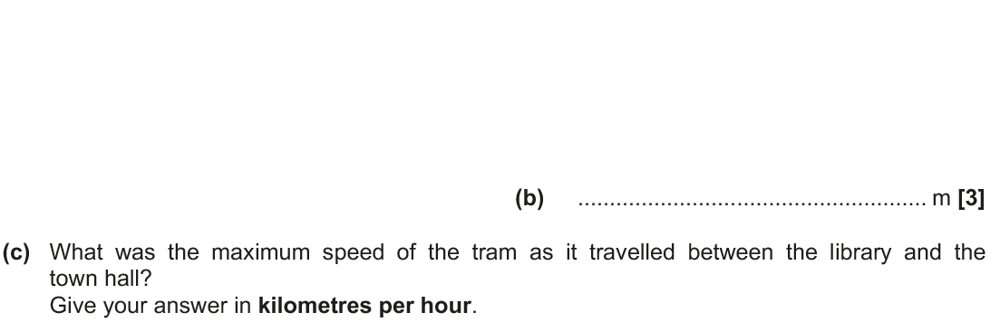 (b) ........................................................ m [3]
(c) What was the maximum speed of the tram as it travelled between the library and the
town hall?
Give your answer in kilometres per hour.